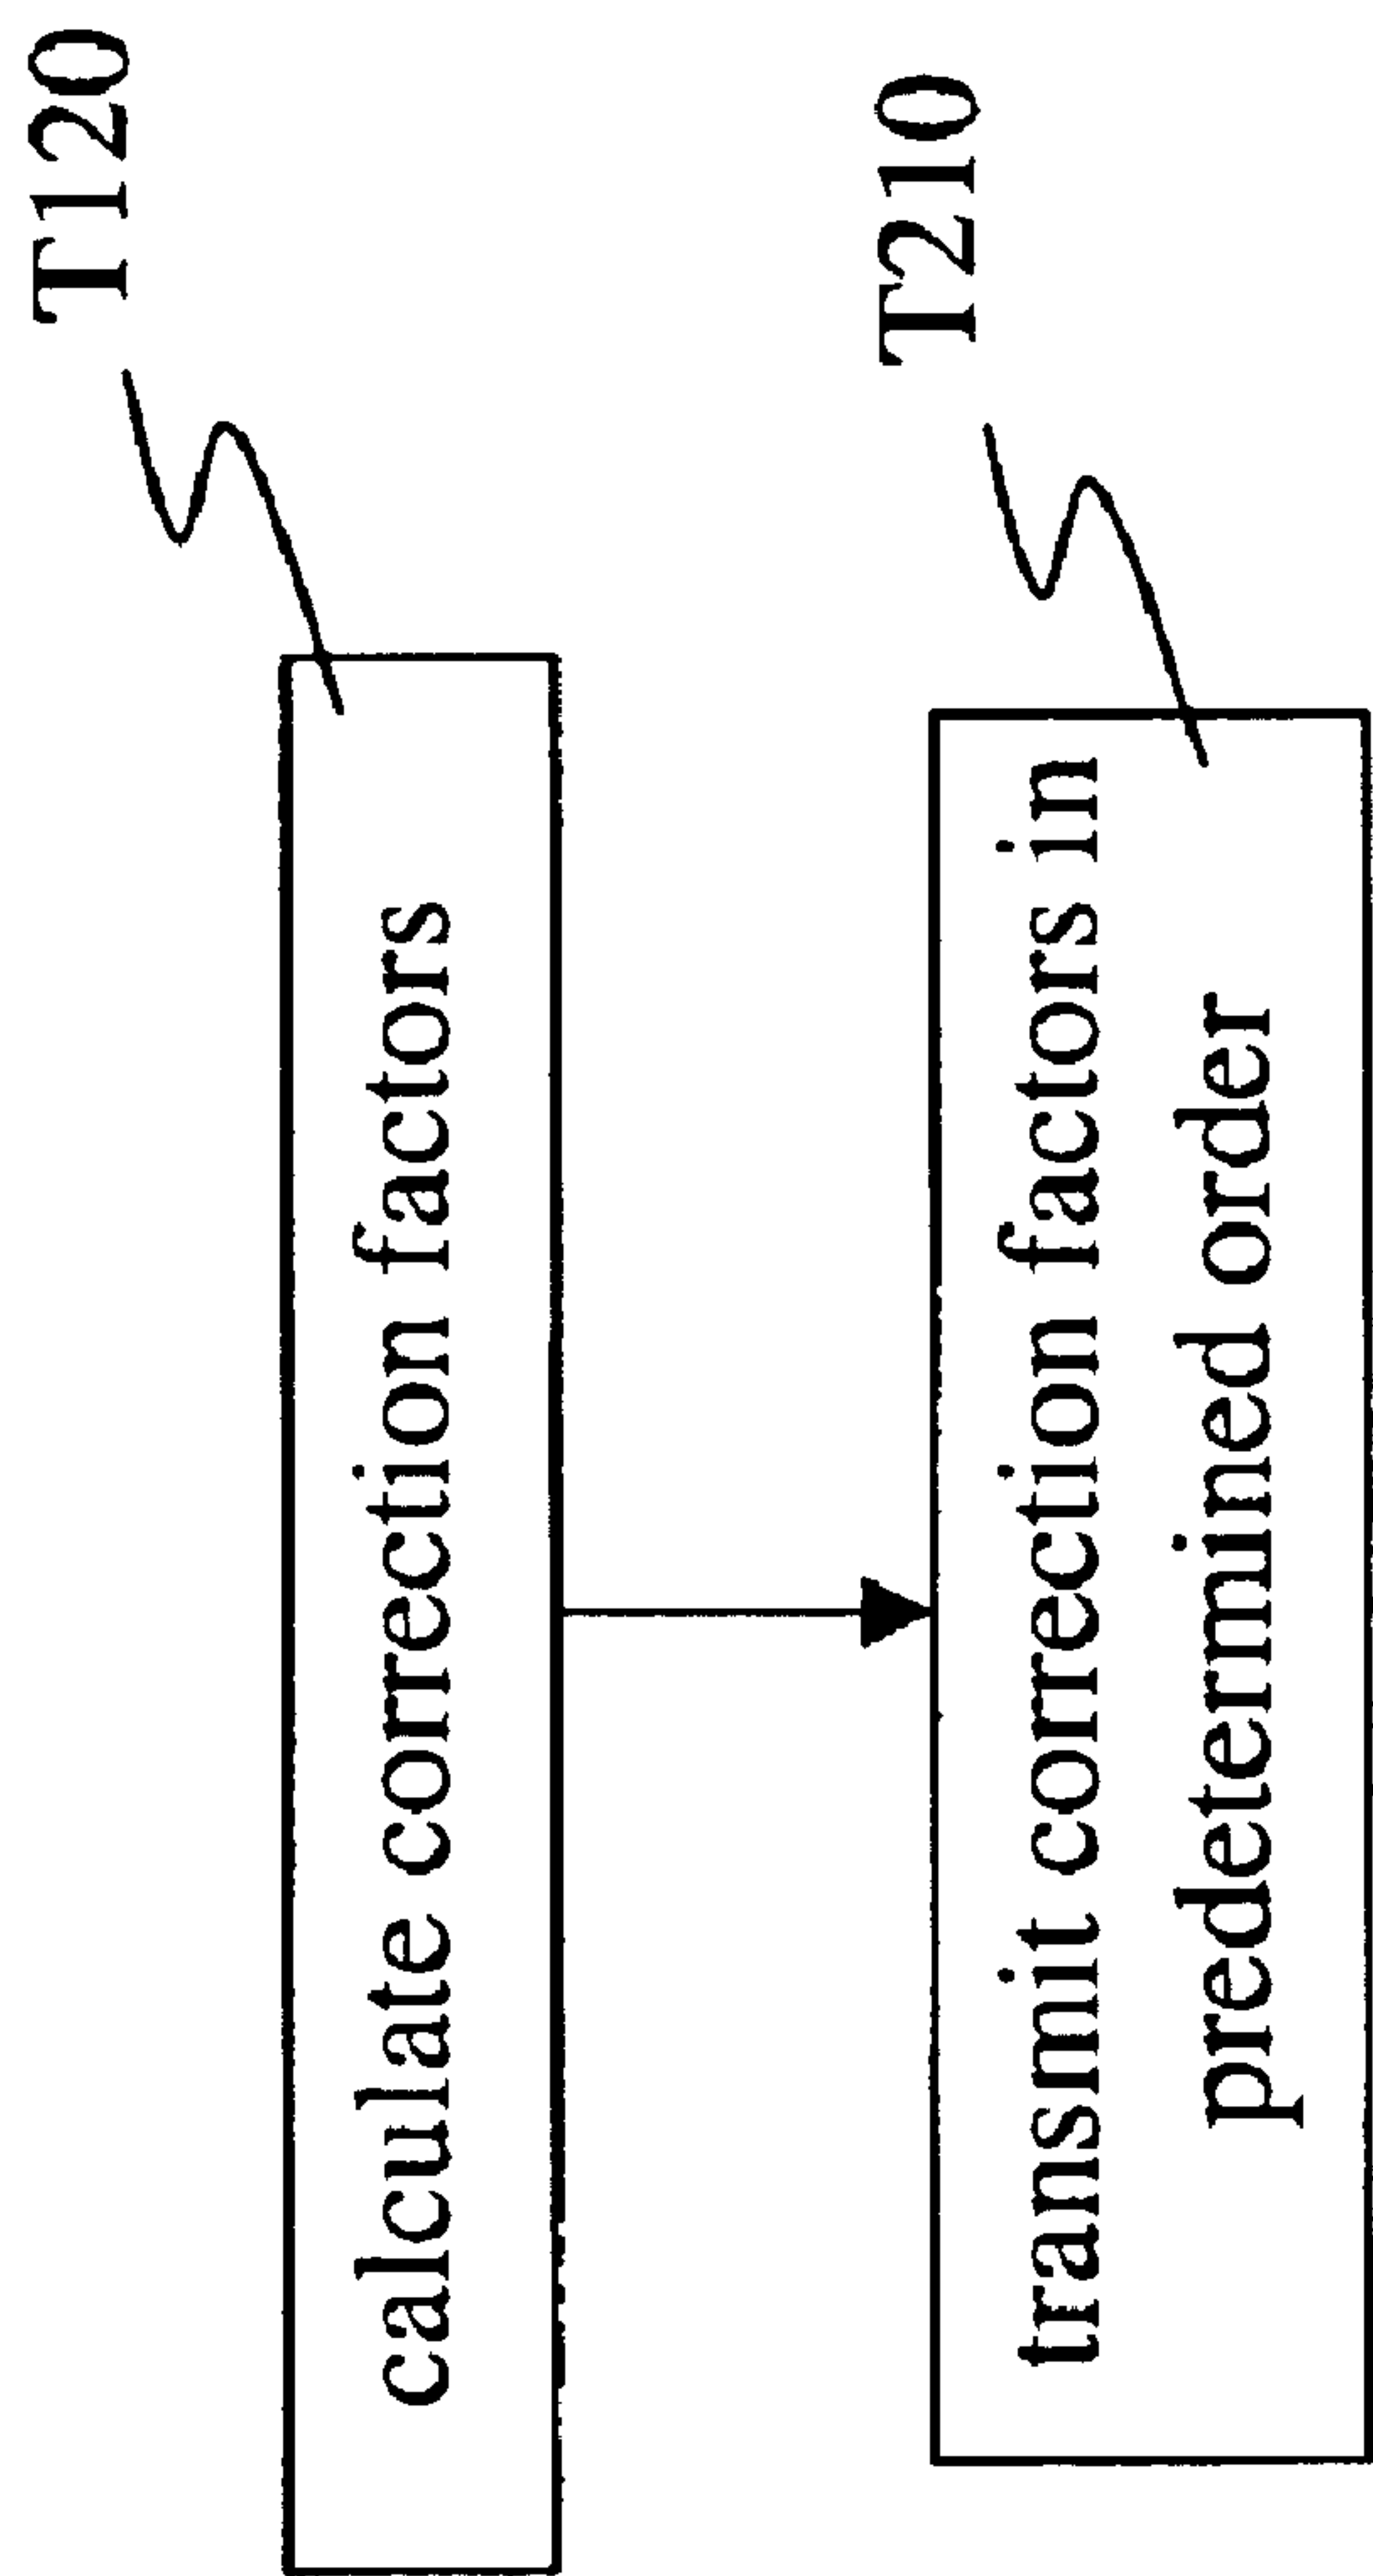 T120
calculate correction factors
T210
transmit correction factors in
predetermined order